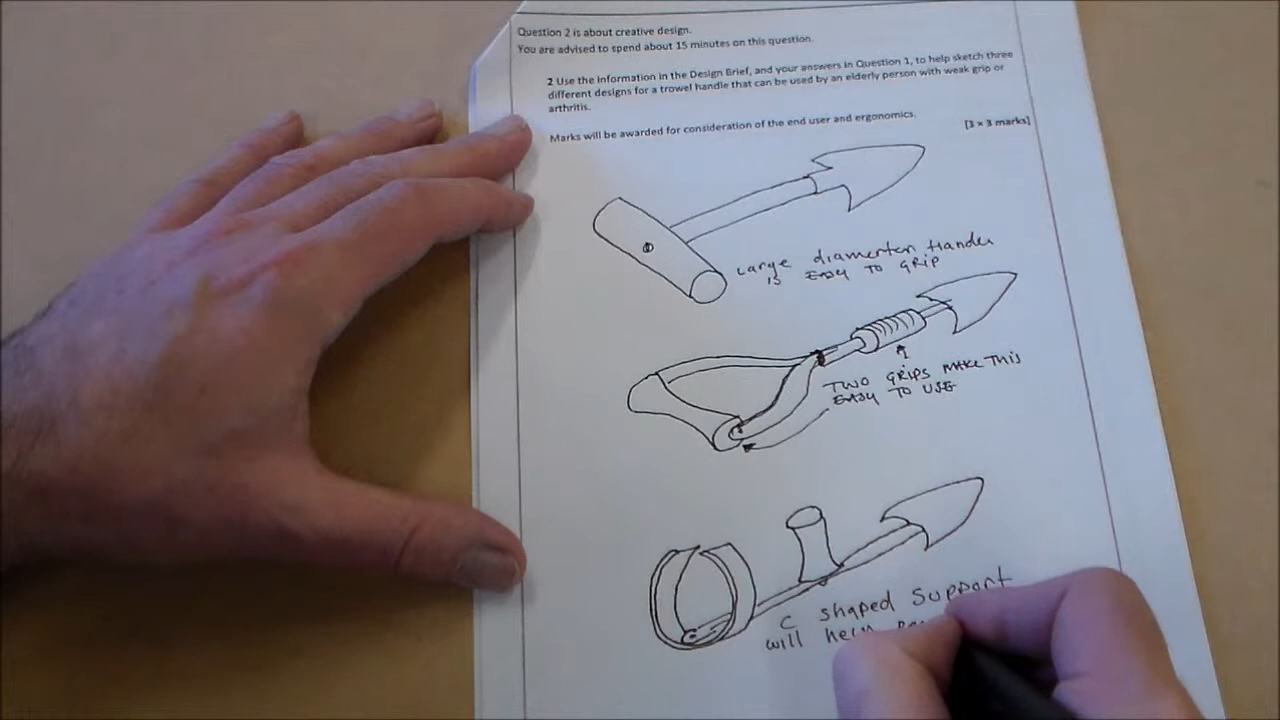 Question 2 is about creative design.
You are advised to spend about 15 minutes on this question.
2 Use the information in the Design Brief, and your answers in Question 1, to help sketch three
different designs for a trowel handle that can be used by an elderly person with weak grip or
arthritis.
Marks will be awarded for consideration of the end user and ergonomics.
[3 x 3 marks]
Large diamenter Handle
is EASY TO GRIP
TWO GRIPS MAKE THIS
EASY TO USE
C shaped Support
will help